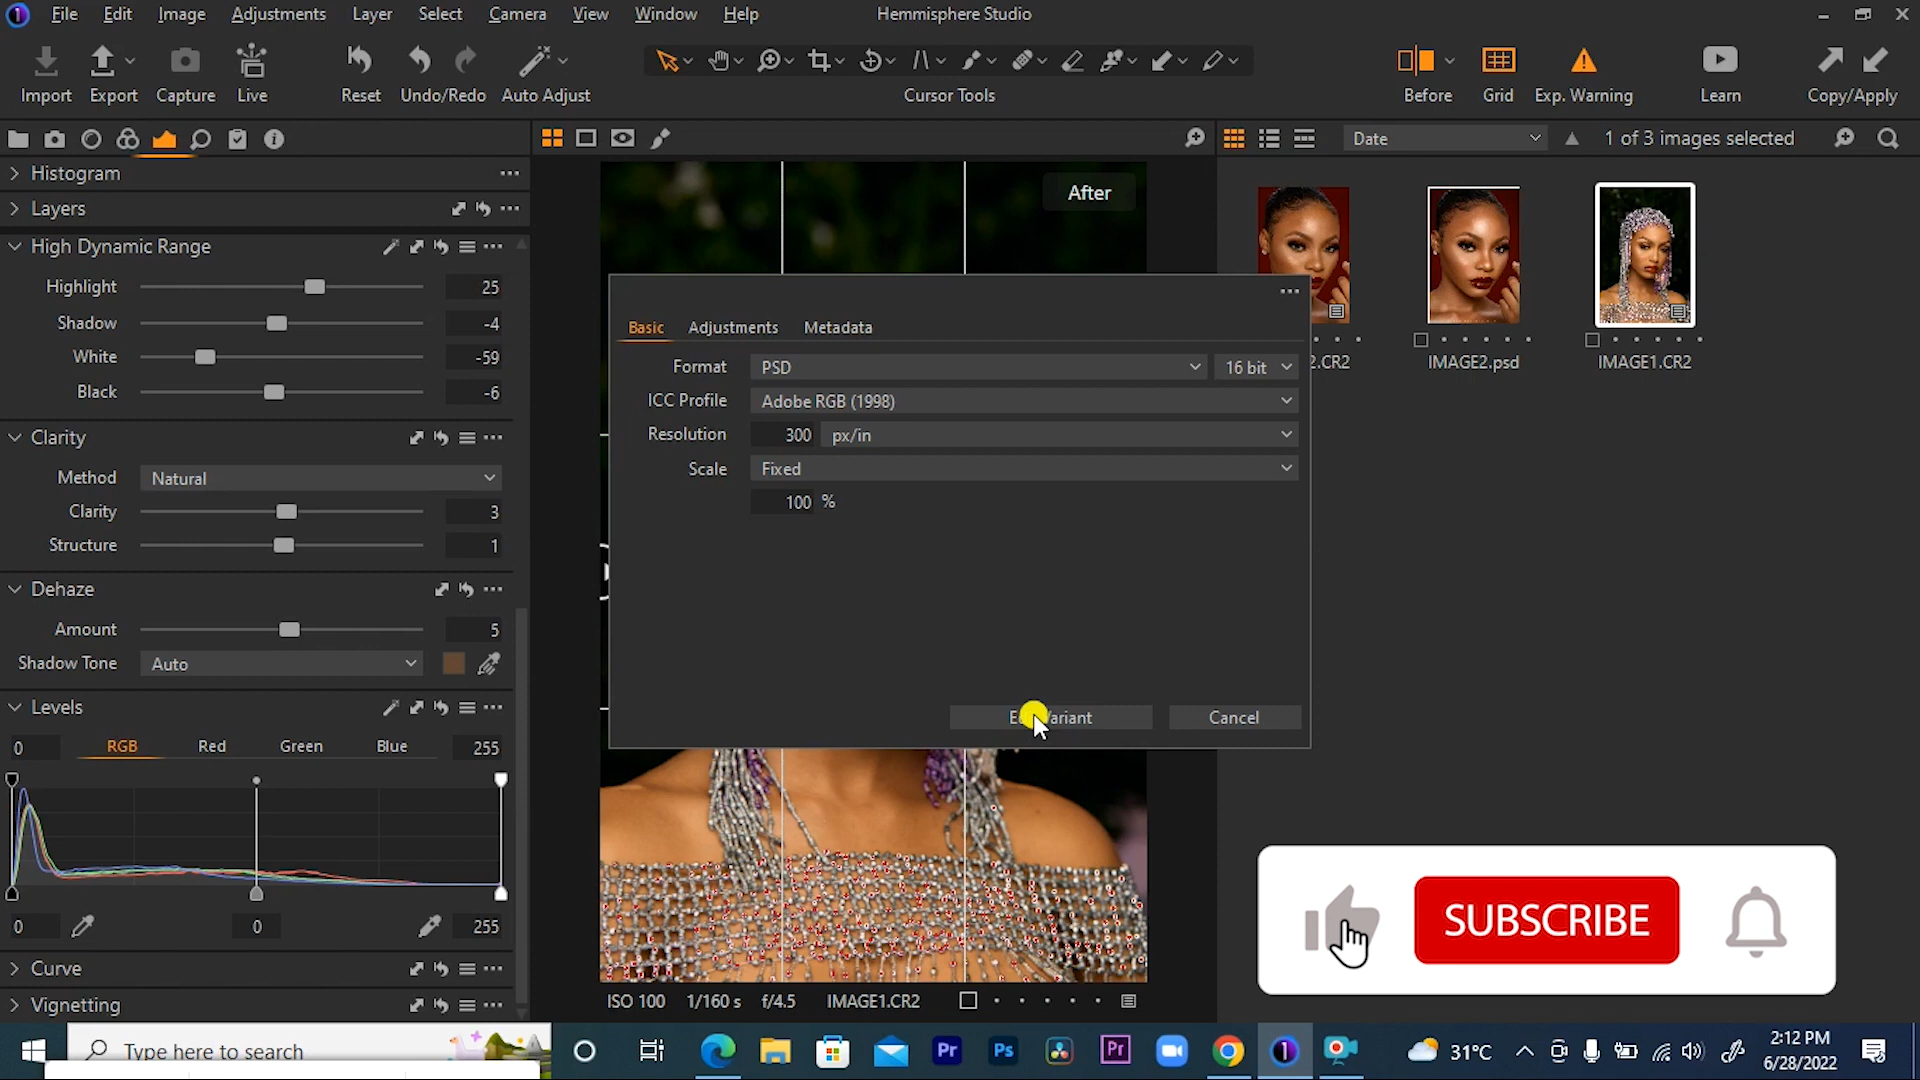 File Edit Image Adjustments Layer Select Camera View Window Help Hemmisphere Studio
Import Export Capture Live Reset Undo/Redo Auto Adjust Cursor Tools Before Grid Exp. Warning Learn Copy/Apply
Date 1 of 3 images selected
Histogram
Layers
High Dynamic Range
Highlight 25
Shadow -4
White -59
Black -6
Clarity
Method Natural
Clarity 3
Structure 1
Dehaze
Amount 5
Shadow Tone Auto
Levels
0 RGB Red Green Blue 255
0 0 255
Curve
Vignetting
After
Basic Adjustments Metadata
Format PSD 16 bit
ICC Profile Adobe RGB (1998)
Resolution 300 px/in
Scale Fixed
100 %
Cancel
2.CR2 IMAGE2.psd IMAGE1.CR2
SUBSCRIBE
ISO 100 1/160 s f/4.5 IMAGE1.CR2
Type here to search
Pr Ps Pr
31°C
2:12 PM
6/28/2022